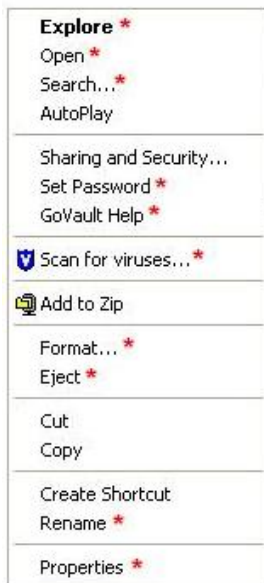 Explore *
Open *
Search...*
AutoPlay
Sharing and Security...
Set Password *
GoVault Help *
V Scan for viruses...*
Add to Zip
Format... *
Eject *
Cut
Copy
Create Shortcut
Rename *
Properties *